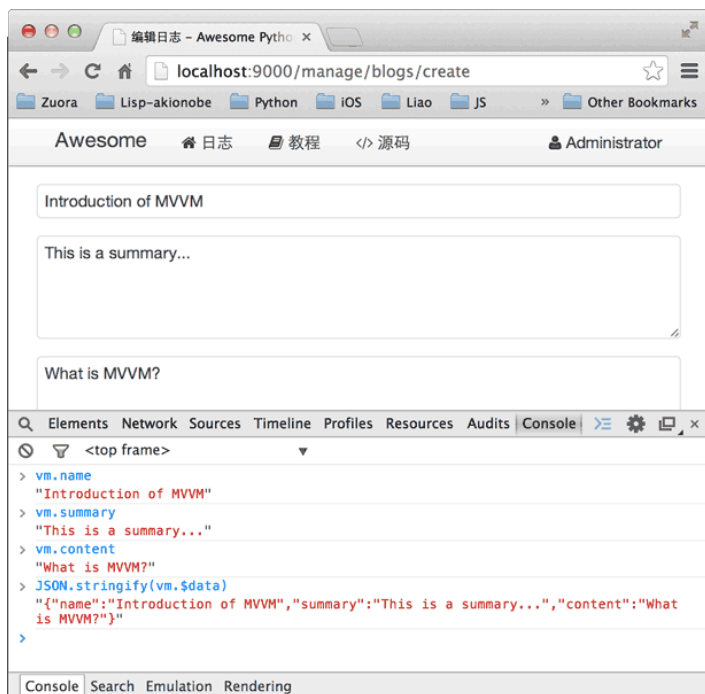 编辑日志 - Awesome Pytho
localhost:9000/manage/blogs/create
Zuora Lisp-akionobe Python iOS Liao JS » Other Bookmarks
Awesome 日志 教程 </> 源码 Administrator
Introduction of MVVM
This is a summary...
What is MVVM?
Elements Network Sources Timeline Profiles Resources Audits Console
<top frame>
> vm.name
"Introduction of MVVM"
> vm.summary
"This is a summary..."
> vm.content
"What is MVVM?"
> JSON.stringify(vm.$data)
"{"name":"Introduction of MVVM","summary":"This is a summary...","content":"What
is MVVM?"}"
>
Console Search Emulation Rendering